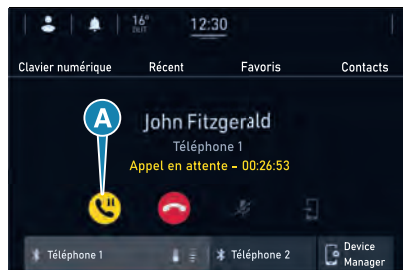 16° 12:30
OUT
Clavier numérique Récent Favoris Contacts
A
John Fitzgerald
Téléphone 1
Appel en attente - 00:26:53
Téléphone 1 Téléphone 2 Device Manager